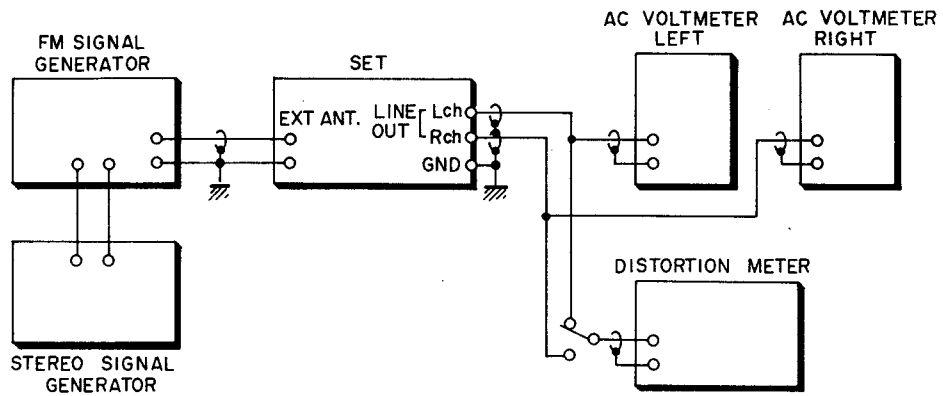 FM SIGNAL
GENERATOR
SET
AC VOLTMETER
LEFT
AC VOLTMETER
RIGHT
EXT ANT.
LINE
OUT
Lch
Rch
GND
DISTORTION METER
STEREO SIGNAL
GENERATOR